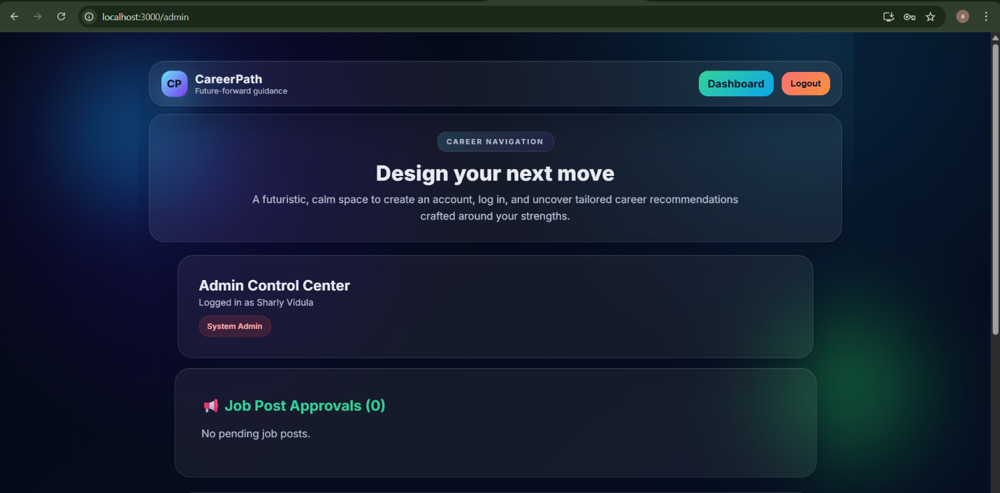 localhost:3000/admin
a
CP
CareerPath
Future-forward guidance
Dashboard
Logout
CAREER NAVIGATION
Design your next move
A futuristic, calm space to create an account, log in, and uncover tailored career recommendations
crafted around your strengths.
Admin Control Center
Logged in as Sharly Vidula
System Admin
Job Post Approvals (0)
No pending job posts.